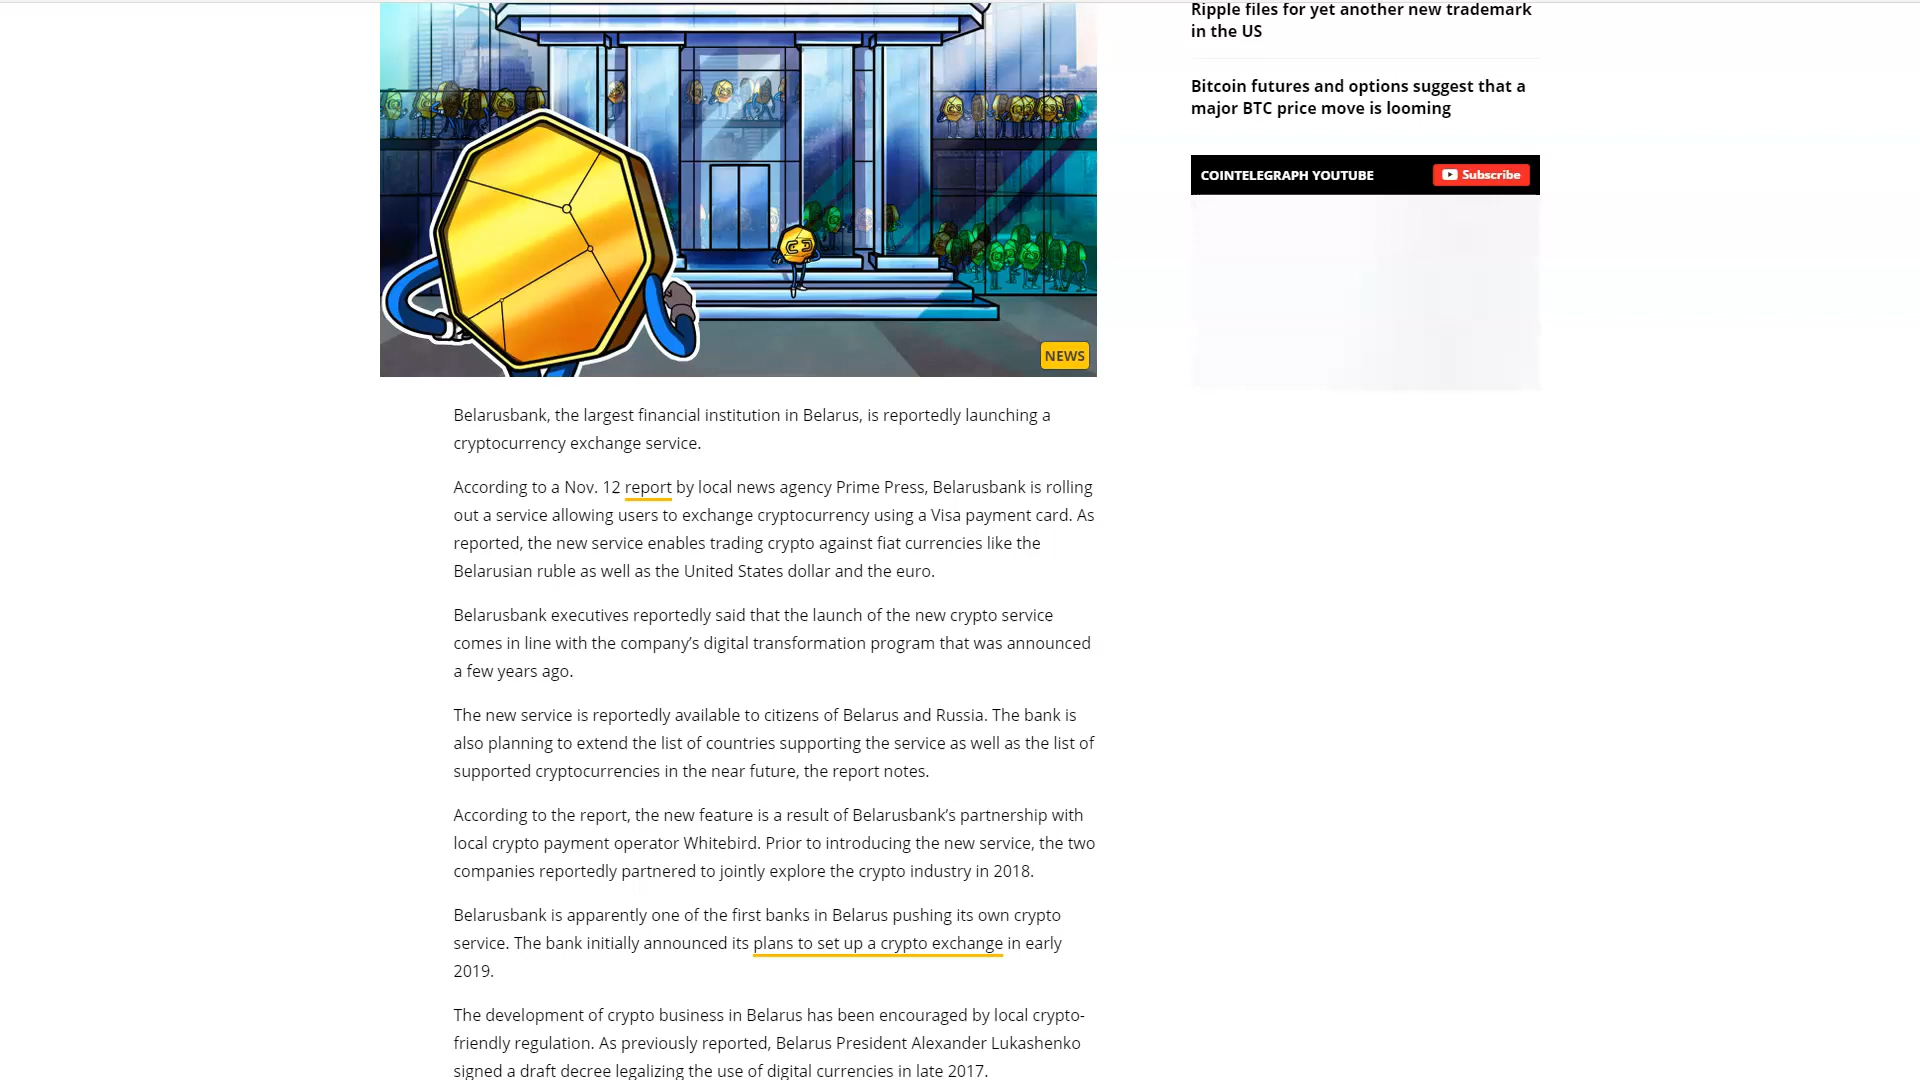 Ripple files for yet another new trademark
in the US
Bitcoin futures and options suggest that a
major BTC price move is looming
COINTELEGRAPH YOUTUBE
Subscribe
NEWS
Belarusbank, the largest financial institution in Belarus, is reportedly launching a
cryptocurrency exchange service.
According to a Nov. 12 report by local news agency Prime Press, Belarusbank is rolling
out a service allowing users to exchange cryptocurrency using a Visa payment card. As
reported, the new service enables trading crypto against fiat currencies like the
Belarusian ruble as well as the United States dollar and the euro.
Belarusbank executives reportedly said that the launch of the new crypto service
comes in line with the company’s digital transformation program that was announced
a few years ago.
The new service is reportedly available to citizens of Belarus and Russia. The bank is
also planning to extend the list of countries supporting the service as well as the list of
supported cryptocurrencies in the near future, the report notes.
According to the report, the new feature is a result of Belarusbank’s partnership with
local crypto payment operator Whitebird. Prior to introducing the new service, the two
companies reportedly partnered to jointly explore the crypto industry in 2018.
Belarusbank is apparently one of the first banks in Belarus pushing its own crypto
service. The bank initially announced its plans to set up a crypto exchange in early
2019.
The development of crypto business in Belarus has been encouraged by local crypto-
friendly regulation. As previously reported, Belarus President Alexander Lukashenko
signed a draft decree legalizing the use of digital currencies in late 2017.